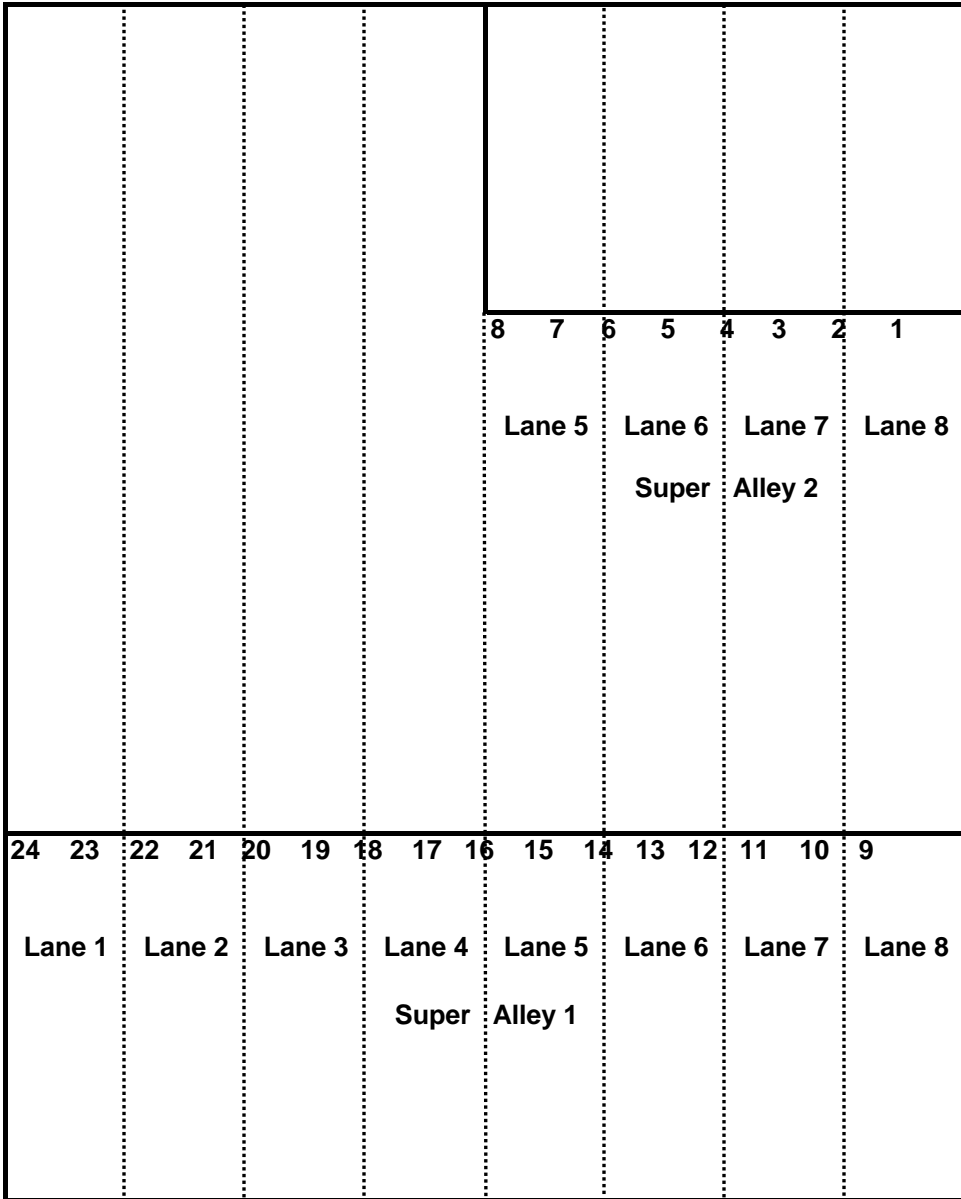 8 7 6 5 4 3 2 1
Lane 5 Lane 6 Lane 7 Lane 8
Super Alley 2
24 23 22 21 20 19 18 17 16 15 14 13 12 11 10 9
Lane 1 Lane 2 Lane 3 Lane 4 Lane 5 Lane 6 Lane 7 Lane 8
Super Alley 1